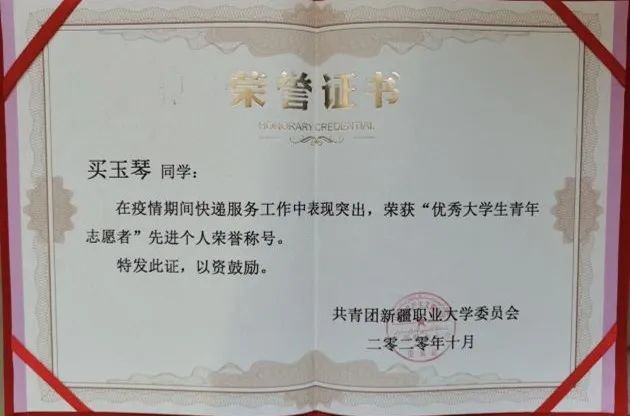 荣誉证书
HONORARY CREDENTIAL
买玉琴 同学：
在疫情期间快递服务工作中表现突出，荣获“优秀大学生青年
志愿者”先进个人荣誉称号。
特发此证，以资鼓励。
共青团新疆职业大学委员会
二零二零年十月